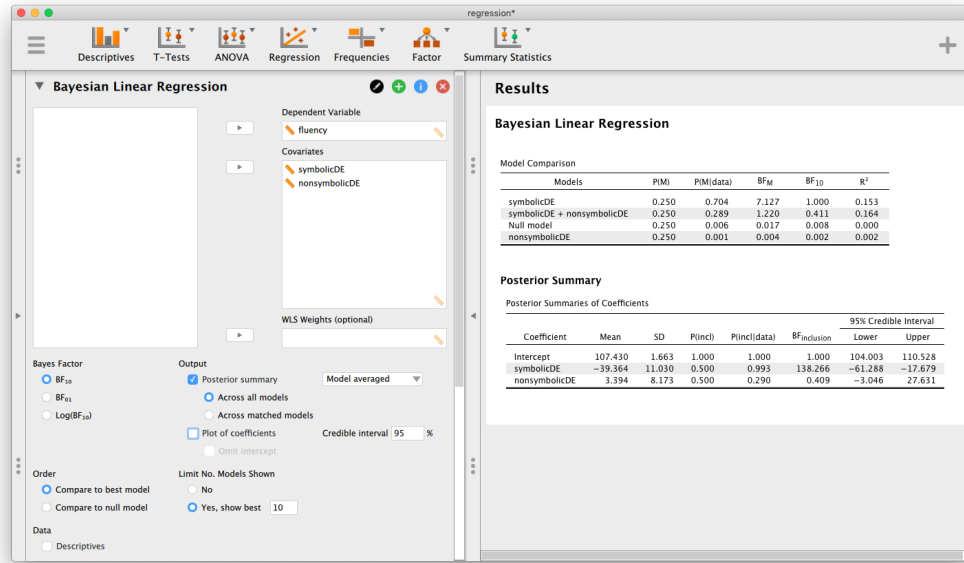 regression*
Descriptives T-Tests ANOVA Regression Frequencies Factor Summary Statistics
Bayesian Linear Regression
Dependent Variable
fluency
Covariates
symbolicDE
nonsymbolicDE
WLS Weights (optional)
Bayes Factor
BF₁₀
BF₀₁
Log(BF₁₀)
Output
Posterior summary Model averaged
Across all models
Across matched models
Plot of coefficients Credible interval 95 %
Omit intercept
Order
Compare to best model
Compare to null model
Limit No. Models Shown
No
Yes, show best 10
Data
Descriptives
Results
Bayesian Linear Regression
Model Comparison
Models P(M) P(M|data) BF_M BF₁₀ R²
symbolicDE 0.250 0.704 7.127 1.000 0.153
symbolicDE + nonsymbolicDE 0.250 0.289 1.220 0.411 0.164
Null model 0.250 0.006 0.017 0.008 0.000
nonsymbolicDE 0.250 0.001 0.004 0.002 0.002
Posterior Summary
Posterior Summaries of Coefficients
95% Credible Interval
Coefficient Mean SD P(incl) P(incl|data) BF_inclusion Lower Upper
Intercept 107.430 1.663 1.000 1.000 1.000 104.003 110.528
symbolicDE −39.364 11.030 0.500 0.993 138.266 −61.288 −17.679
nonsymbolicDE 3.394 8.173 0.500 0.290 0.409 −3.046 27.631